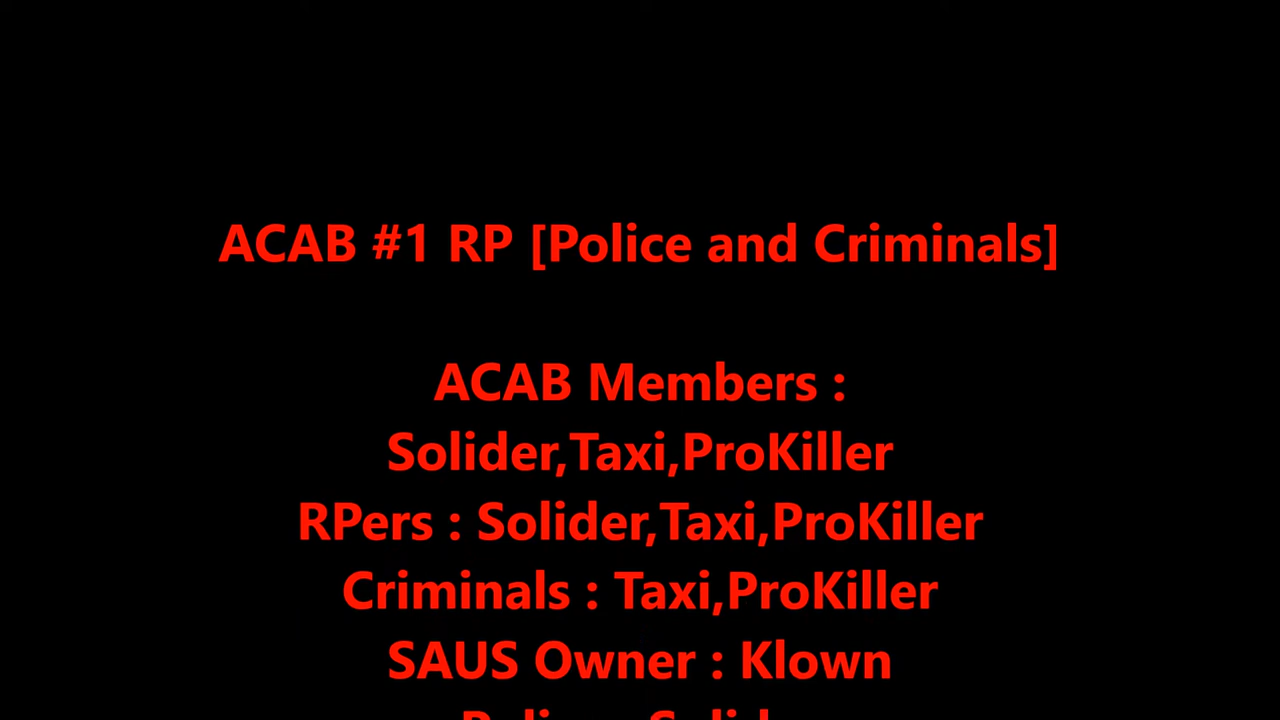 ACAB #1 RP [Police and Criminals]
ACAB Members :
Solider,Taxi,ProKiller
RPers : Solider,Taxi,ProKiller
Criminals : Taxi,ProKiller
SAUS Owner : Klown